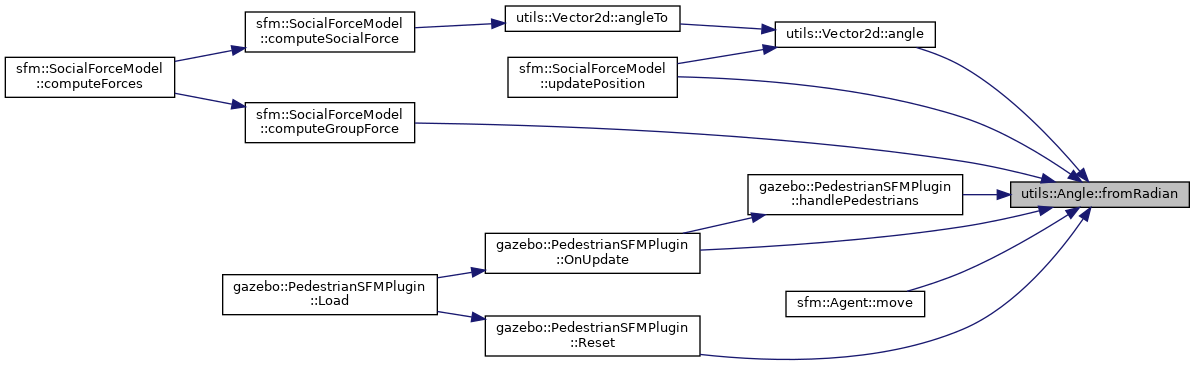 sfm::SocialForceModel
::computeForces
sfm::SocialForceModel
::computeSocialForce
utils::Vector2d::angleTo
utils::Vector2d::angle
sfm::SocialForceModel
::updatePosition
sfm::SocialForceModel
::computeGroupForce
utils::Angle::fromRadian
gazebo::PedestrianSFMPlugin
::handlePedestrians
gazebo::PedestrianSFMPlugin
::OnUpdate
gazebo::PedestrianSFMPlugin
::Load
sfm::Agent::move
gazebo::PedestrianSFMPlugin
::Reset